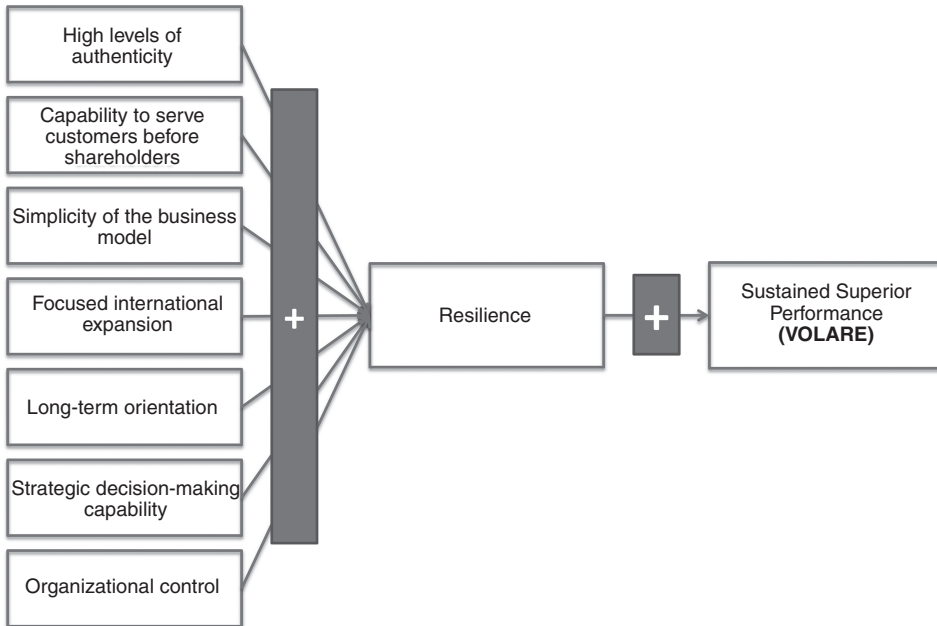 High levels of
authenticity
Capability to serve
customers before
shareholders
Simplicity of the business
model
Focused international
expansion
Long-term orientation
Strategic decision-making
capability
Organizational control
+
Resilience
+
Sustained Superior
Performance
(VOLARE)